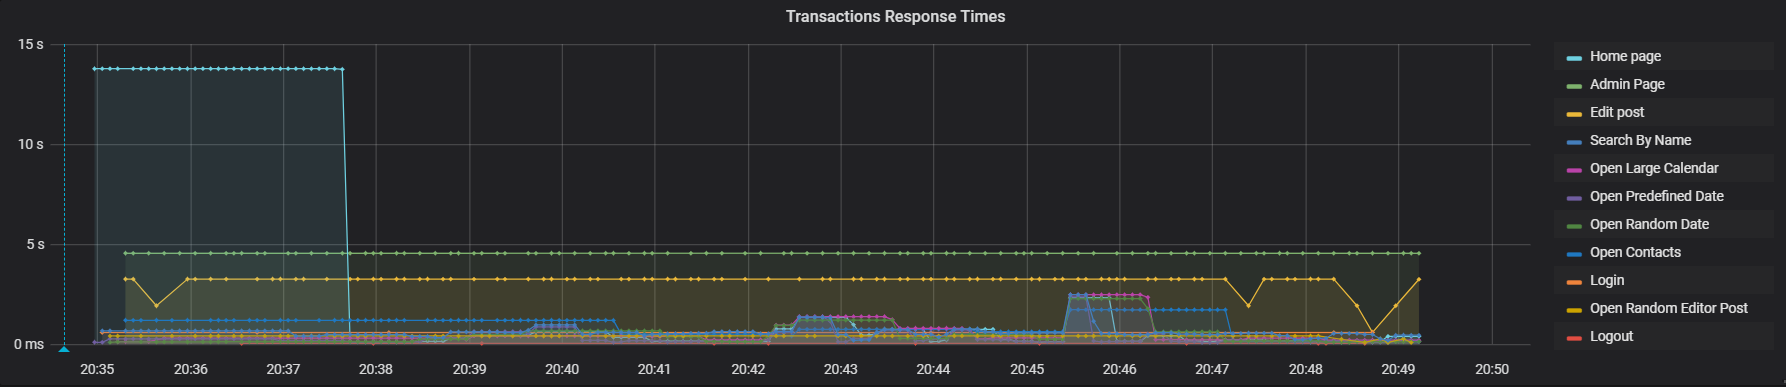 Transactions Response Times
15 s
10 s
5 s
0 ms
20:35 20:36 20:37 20:38 20:39 20:40 20:41 20:42 20:43 20:44 20:45 20:46 20:47 20:48 20:49 20:50
Home page
Admin Page
Edit post
Search By Name
Open Large Calendar
Open Predefined Date
Open Random Date
Open Contacts
Login
Open Random Editor Post
Logout